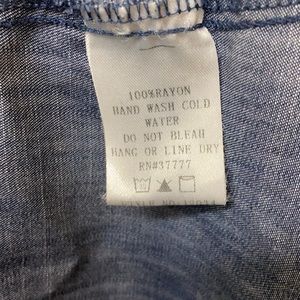 100%RAYON
HAND WASH COLD
WATER
DO NOT BLEAH
HANG OR LINE DRY
RN#37777